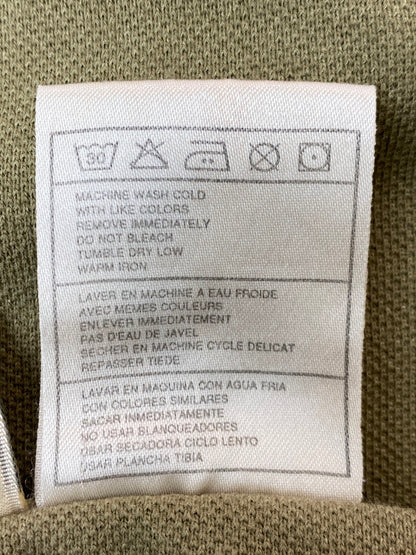 30
MACHINE WASH COLD
WITH LIKE COLORS
REMOVE IMMEDIATELY
DO NOT BLEACH
TUMBLE DRY LOW
WARM IRON
LAVER EN MACHINE A EAU FROIDE
AVEC MEMES COULEURS
ENLEVER IMMEDIATEMENT
PAS D'EAU DE JAVEL
SECHER EN MACHINE CYCLE DELICAT
REPASSER TIEDE
LAVAR EN MAQUINA CON AGUA FRIA
CON COLORES SIMILARES
SACAR INMEDIATAMENTE
NO USAR BLANQUEADORES
USAR SECADORA CICLO LENTO
USAR PLANCHA TIBIA